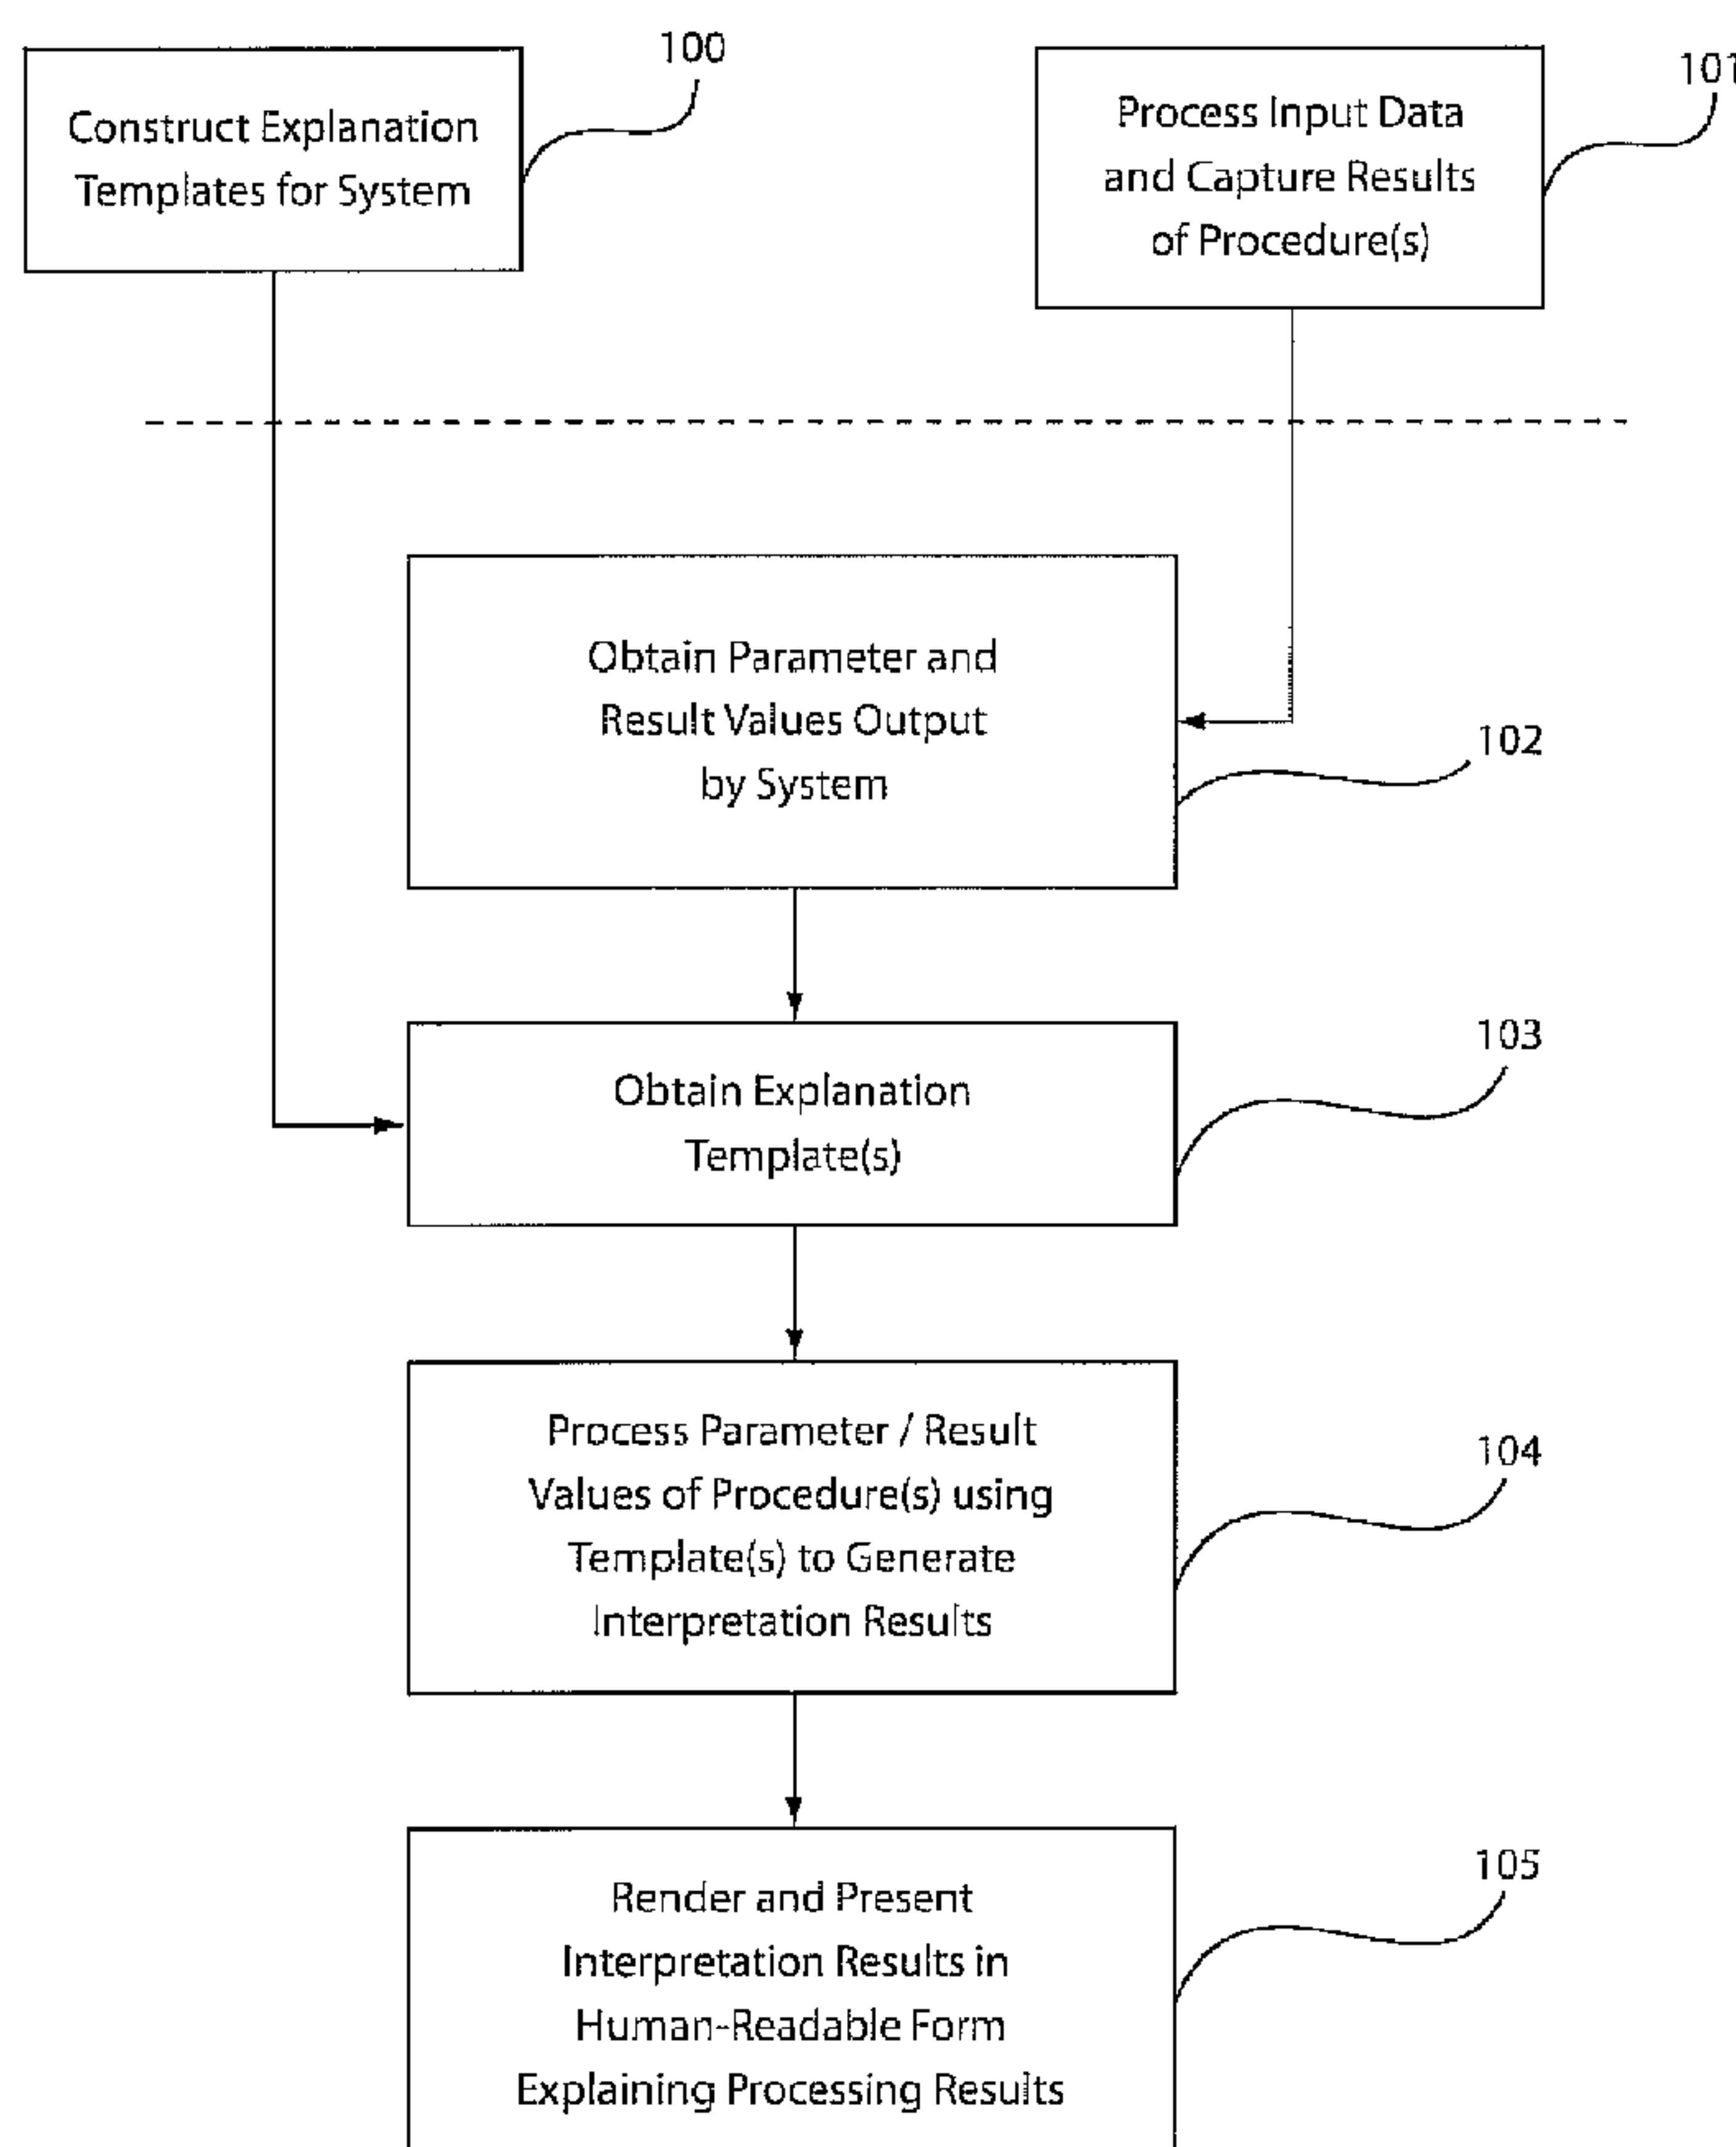 100
Construct Explanation
Templates for System
101
Process Input Data
and Capture Results
of Procedure(s)
Obtain Parameter and
Result Values Output
by System
102
103
Obtain Explanation
Template(s)
Process Parameter / Result
Values of Procedure(s) using
Template(s) to Generate
Interpretation Results
104
105
Render and Present
Interpretation Results in
Human-Readable Form
Explaining Processing Results